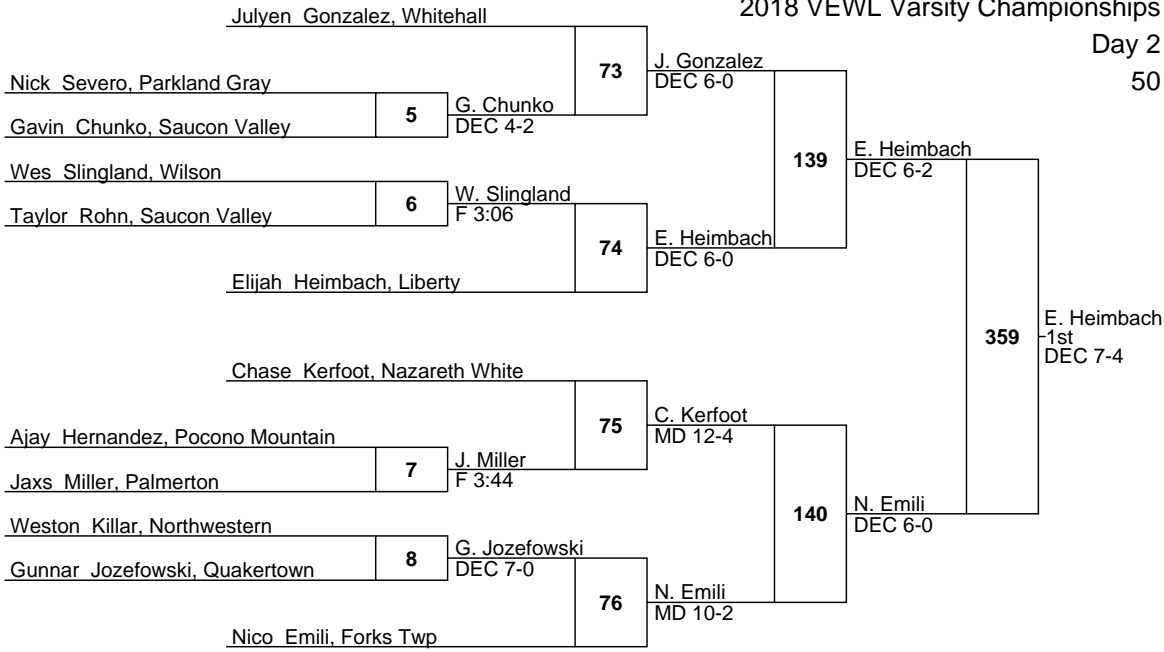 2018 VEWL Varsity Championships
Day 2
50
Julyen Gonzalez, Whitehall
73
J. Gonzalez
DEC 6-0
Nick Severo, Parkland Gray
5
G. Chunko
DEC 4-2
Gavin Chunko, Saucon Valley
139
E. Heimbach
DEC 6-2
Wes Slingland, Wilson
6
W. Slingland
F 3:06
Taylor Rohn, Saucon Valley
74
E. Heimbach
DEC 6-0
Elijah Heimbach, Liberty
359
E. Heimbach
1st
DEC 7-4
Chase Kerfoot, Nazareth White
75
C. Kerfoot
MD 12-4
Ajay Hernandez, Pocono Mountain
7
J. Miller
F 3:44
Jaxs Miller, Palmerton
140
N. Emili
DEC 6-0
Weston Killar, Northwestern
8
G. Jozefowski
DEC 7-0
Gunnar Jozefowski, Quakertown
76
N. Emili
MD 10-2
Nico Emili, Forks Twp